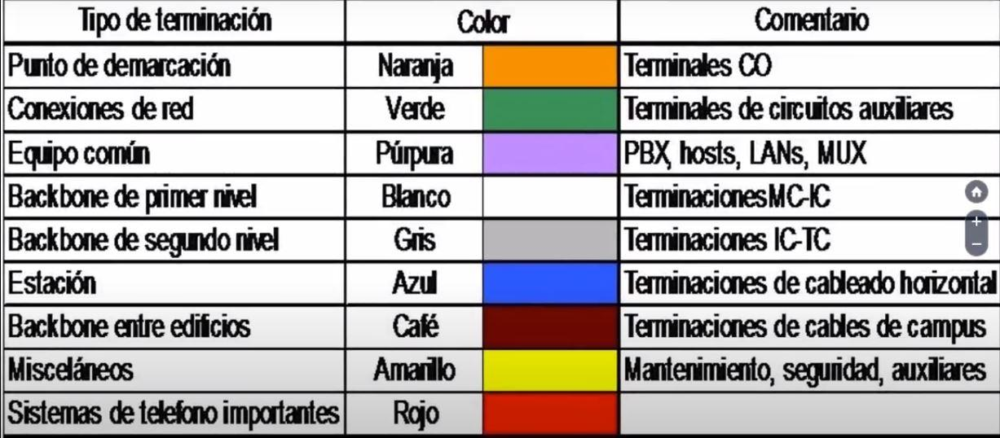 Tipo de terminación Color Comentario
Punto de demarcación Naranja Terminales CO
Conexiones de red Verde Terminales de circuitos auxiliares
Equipo común Púrpura PBX, hosts, LANs, MUX
Backbone de primer nivel Blanco TerminacionesMC-IC
Backbone de segundo nivel Gris Terminaciones IC-TC
Estación Azul Terminaciones de cableado horizontal
Backbone entre edificios Café Terminaciones de cables de campus
Misceláneos Amarillo Mantenimiento, seguridad, auxiliares
Sistemas de telefono importantes Rojo